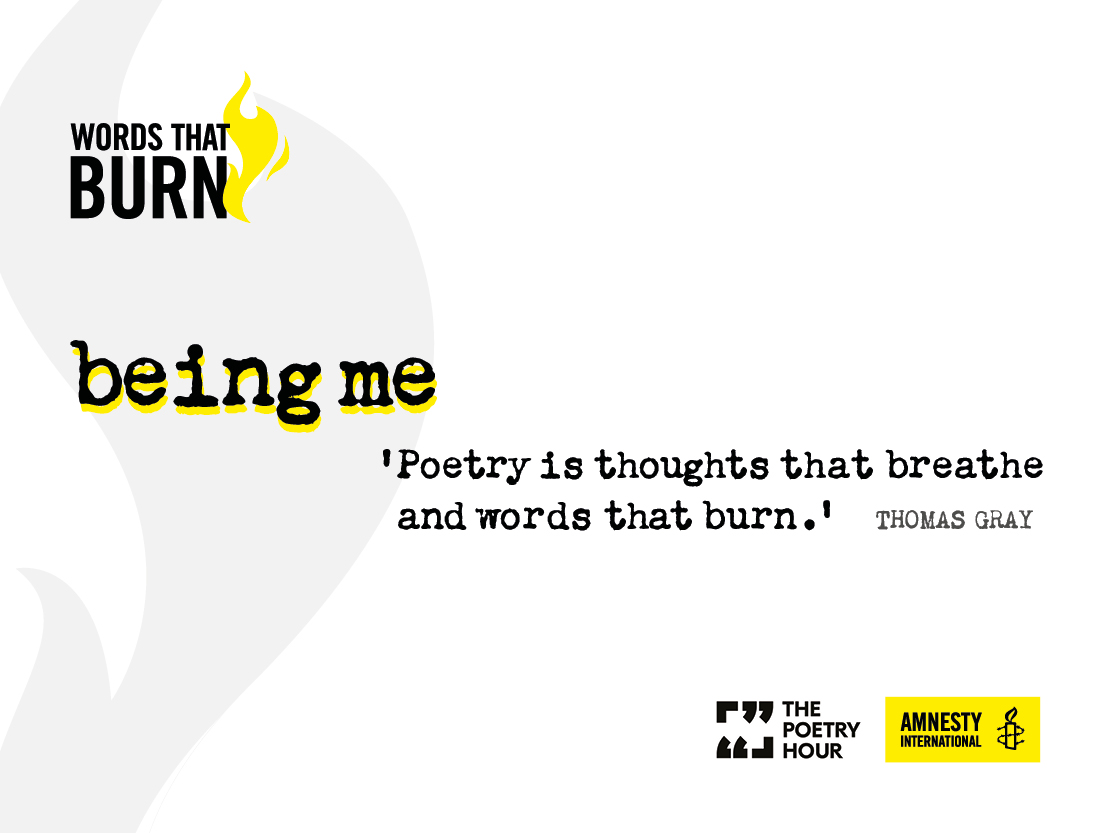 WORDS THAT
BURN
being me
'Poetry is thoughts that breathe
and words that burn.' THOMAS GRAY
THE
POETRY
HOUR
AMNESTY
INTERNATIONAL